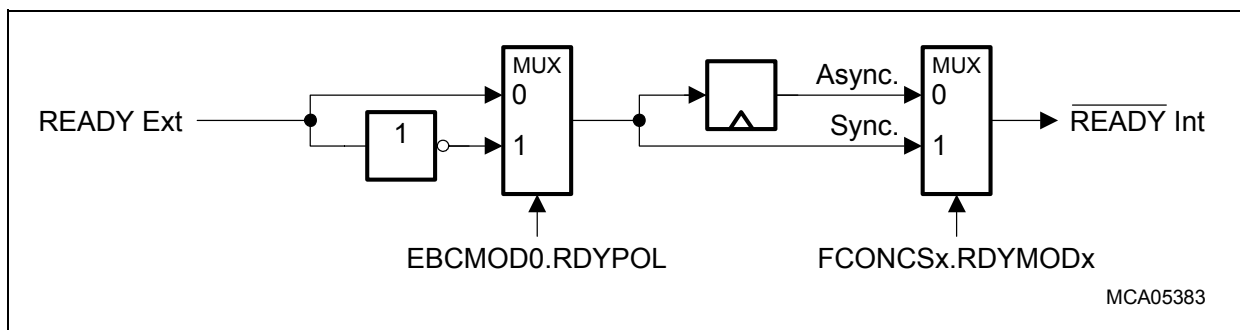 MUX
MUX
Async.
0
0
READY Ext
READY Int
1
Sync.
1
1
EBCMOD0.RDYPOL
FCONCSx.RDYMODx
MCA05383